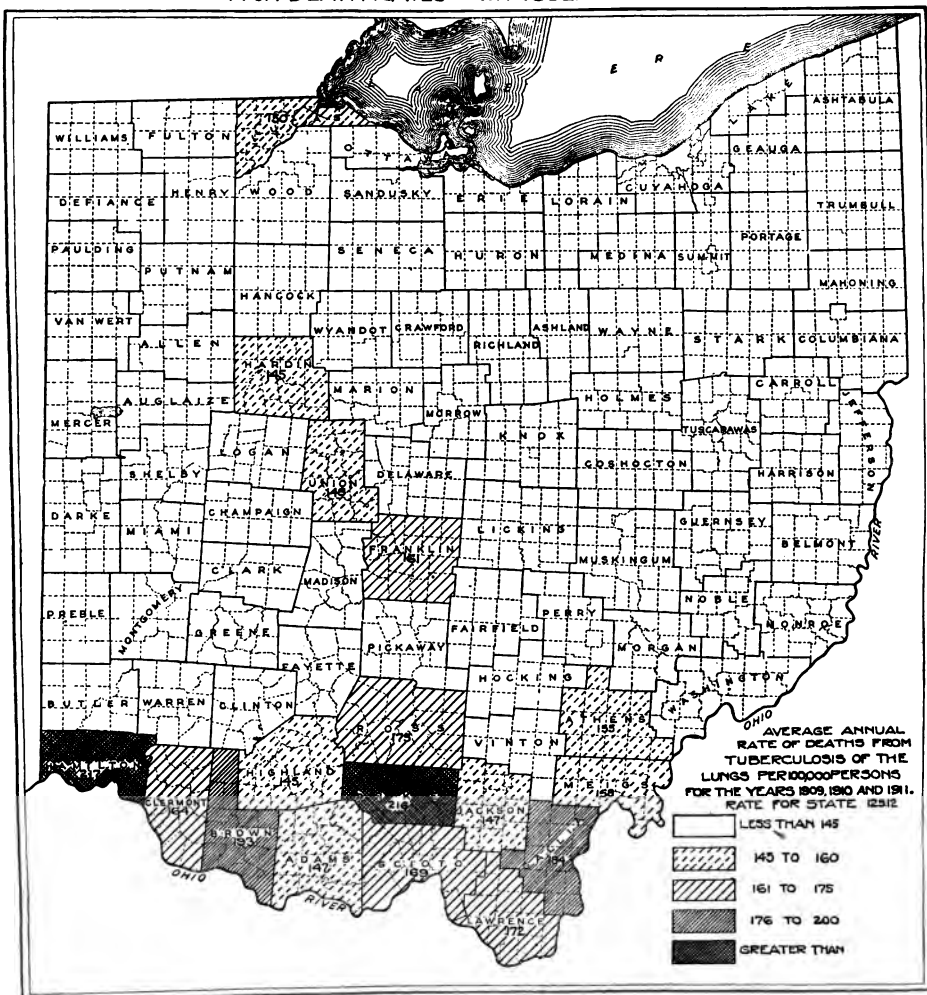 E R E
L A K E
ASHTABULA
150
WILLIAMS
FULTON
OTTA
GEAUGA
CUYAHOGA
DEFIANCE
HENRY
WOOD
SANDUSKY
ERIE
LORAIN
TRUMBULL
PAULDING
SENECA
HURON
MEDINA
SUMMIT
PORTAGE
PUTNAM
HANCOCK
MAHONING
VAN WERT
ALLEN
WYANDOT
CRAWFORD
RICHLAND
ASHLAND
WAYNE
STARK
COLUMBIANA
HARDIN
145
MARION
MORROW
HOLMES
CARROLL
JEFFERSON
MERCER
AUGLAIZE
KNOX
TUSCARAWAS
LOGAN
UNION
DELAWARE
COSHOCTON
HARRISON
SHELBY
DARKE
MIAMI
CHAMPAIGN
FRANKLIN
161
LICKING
MUSKINGUM
GUERNSEY
BELMONT
RIVER
CLARK
MADISON
PREBLE
MONTGOMERY
GREENE
FAYETTE
PICKAWAY
FAIRFIELD
PERRY
NOBLE
MONROE
MORGAN
HOCKING
WASHINGTON
BUTLER
WARREN
CLINTON
ROSS
175
VINTON
ATHENS
155
OHIO
HAMILTON
217
HIGHLAND
216
JACKSON
147
MEIGS
158
CLERMONT
164
BROWN
193
ADAMS
147
SCIOTO
169
184
LAWRENCE
172
OHIO
RIVER
AVERAGE ANNUAL
RATE OF DEATHS FROM
TUBERCULOSIS OF THE
LUNGS PER 100,000 PERSONS
FOR THE YEARS 1909, 1910 AND 1911.
RATE FOR STATE
LESS THAN 145
145 TO 160
161 TO 175
176 TO 200
GREATER THAN